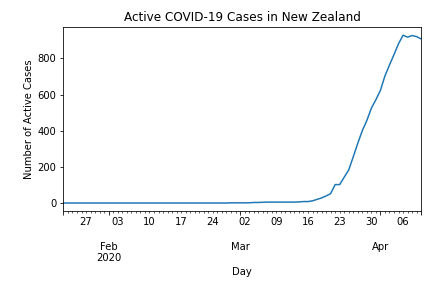 Active COVID-19 Cases in New Zealand
Number of Active Cases
800
600
400
200
0
27 03 10 17 24 02 09 16 23 30 06
Feb Mar Apr
2020
Day